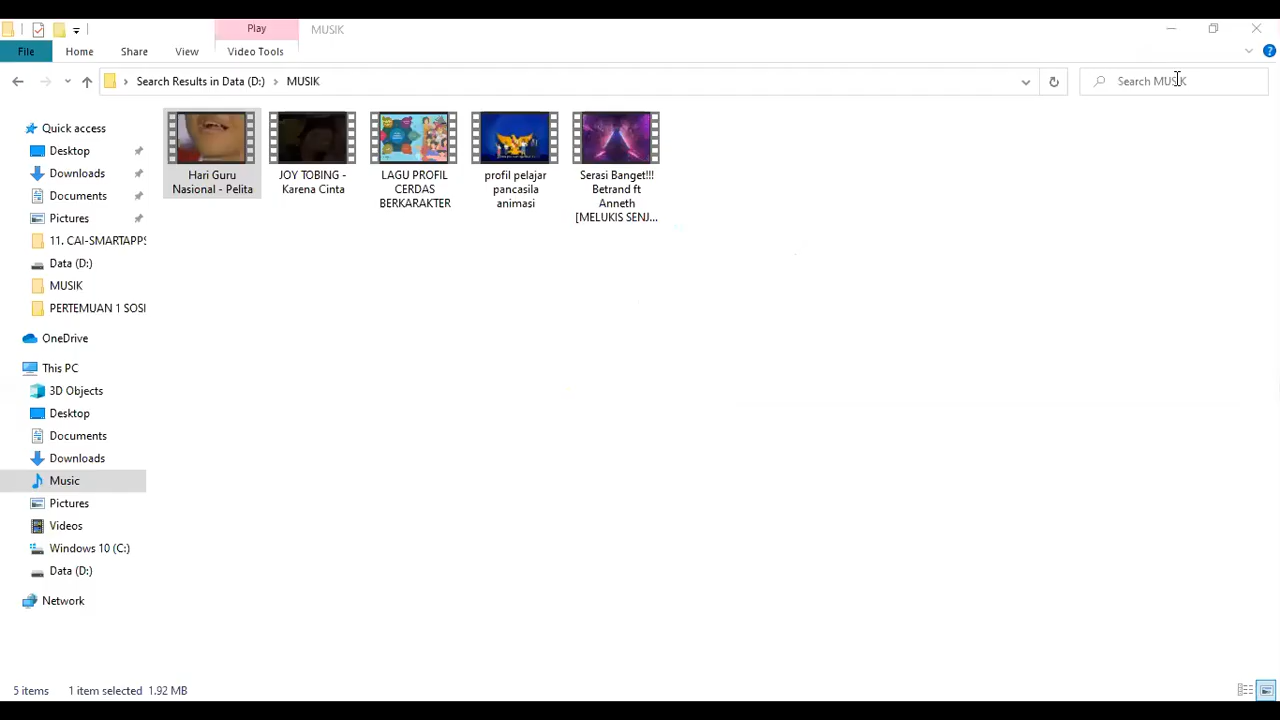 Play
MUSIK
File
Home
Share
View
Video Tools
Search Results in Data (D:)
MUSIK
Search MUSIK
Quick access
Desktop
Downloads
Documents
Pictures
11. CAI-SMARTAPPS
Data (D:)
MUSIK
PERTEMUAN 1 SOSI
OneDrive
This PC
3D Objects
Desktop
Documents
Downloads
Music
Pictures
Videos
Windows 10 (C:)
Data (D:)
Network
Hari Guru
Nasional - Pelita
JOY TOBING -
Karena Cinta
LAGU PROFIL
CERDAS
BERKARAKTER
profil pelajar
pancasila
animasi
Serasi Banget!!!
Betrand ft
Anneth
[MELUKIS SENJ...
5 items
1 item selected
1.92 MB